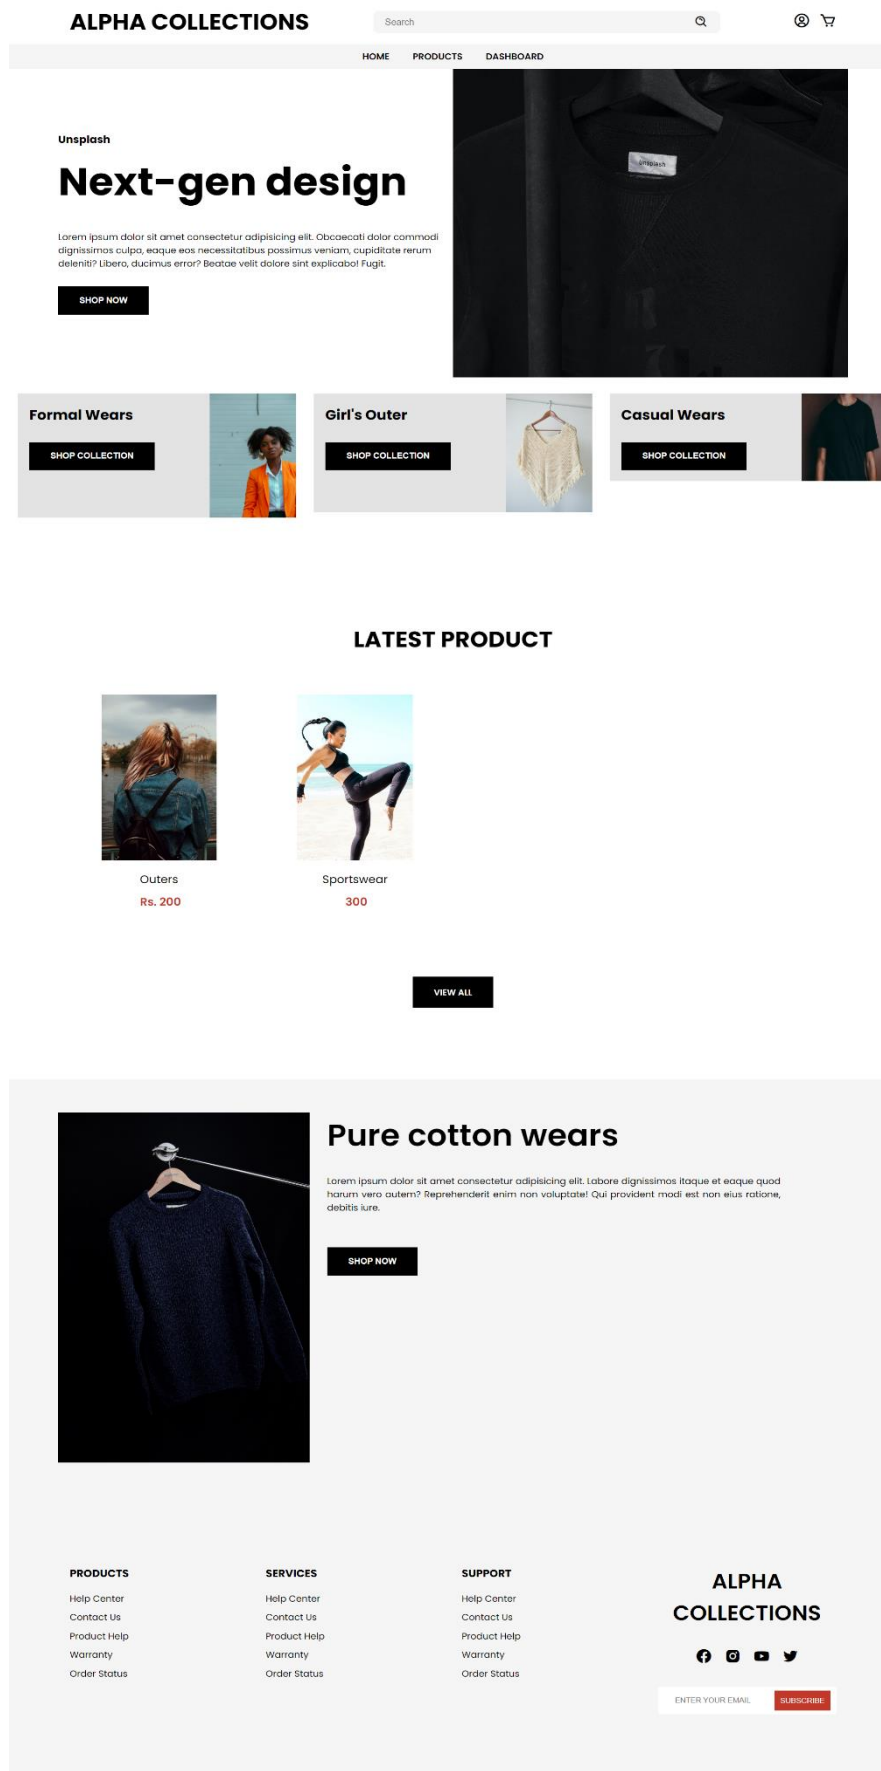 ALPHA COLLECTIONS
Search
HOME PRODUCTS DASHBOARD
Unsplash
Next-gen design
Lorem ipsum dolor sit amet consectetur adipisicing elit. Obcaecati dolor commodi
dignissimos culpa, eaque eos necessitatibus possimus veniam, cupiditate rerum
deleniti? Libero, ducimus error? Beatae velit dolore sint explicabo! Fugit.
SHOP NOW
unsplash
Formal Wears
SHOP COLLECTION
Girl's Outer
SHOP COLLECTION
Casual Wears
SHOP COLLECTION
LATEST PRODUCT
Outers
Rs. 200
Sportswear
300
VIEW ALL
Pure cotton wears
Lorem ipsum dolor sit amet consectetur adipisicing elit. Labore dignissimos itaque et eaque quod
harum vero autem? Reprehenderit enim non voluptate! Qui provident modi est non eius ratione,
debitis iure.
SHOP NOW
PRODUCTS
Help Center
Contact Us
Product Help
Warranty
Order Status
SERVICES
Help Center
Contact Us
Product Help
Warranty
Order Status
SUPPORT
Help Center
Contact Us
Product Help
Warranty
Order Status
ALPHA
COLLECTIONS
ENTER YOUR EMAIL SUBSCRIBE